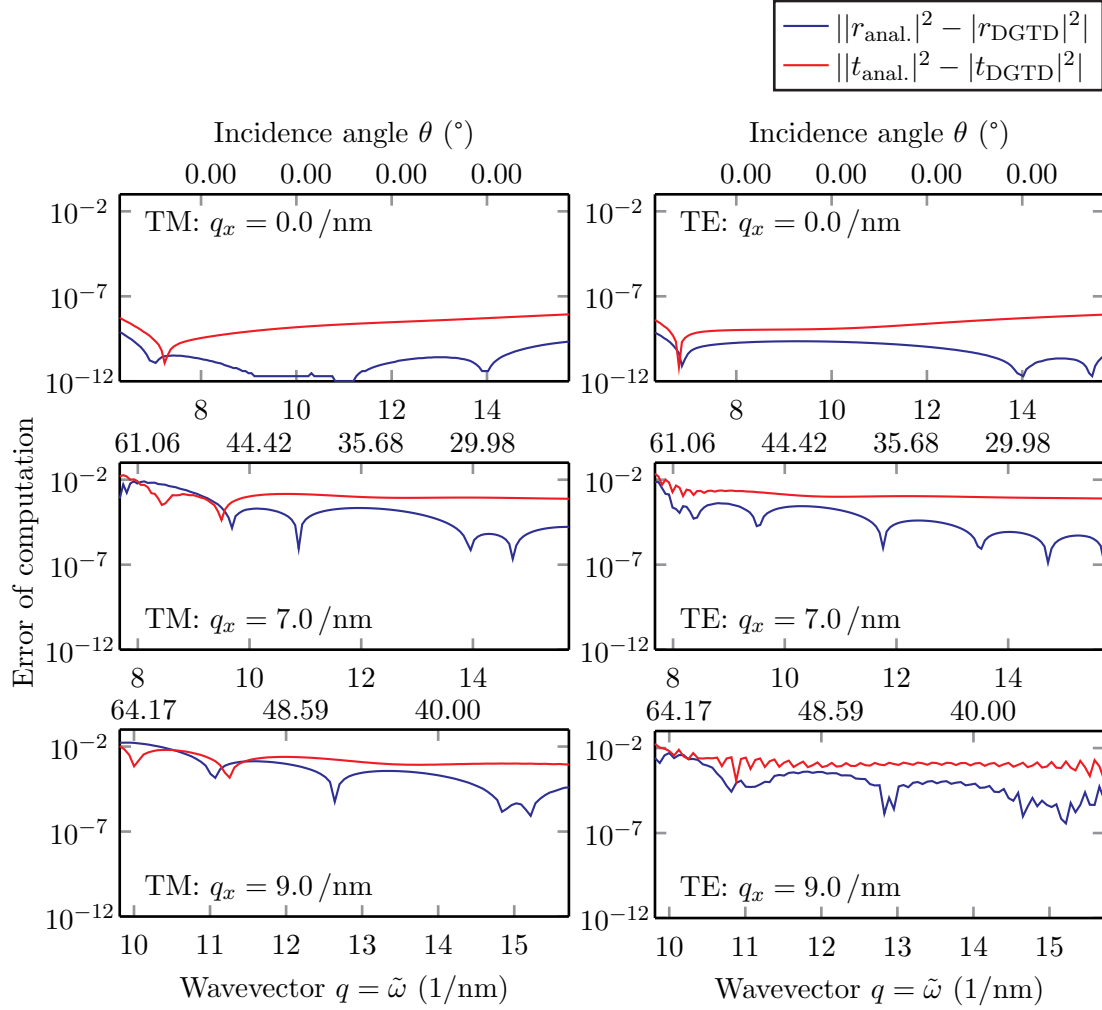 ||r_anal.|² − |r_DGTD|²|
||t_anal.|² − |t_DGTD|²|
Incidence angle θ (°) Incidence angle θ (°)
0.00 0.00 0.00 0.00 0.00 0.00 0.00 0.00
10⁻² TM: q_x = 0.0 /nm 10⁻² TE: q_x = 0.0 /nm
10⁻⁷ 10⁻⁷
10⁻¹² 10⁻¹²
8 10 12 14 8 10 12 14
61.06 44.42 35.68 29.98 61.06 44.42 35.68 29.98
10⁻² 10⁻²
Error of computation
10⁻⁷ 10⁻⁷
TM: q_x = 7.0 /nm TE: q_x = 7.0 /nm
10⁻¹² 10⁻¹²
8 10 12 14 8 10 12 14
64.17 48.59 40.00 64.17 48.59 40.00
10⁻² 10⁻²
10⁻⁷ 10⁻⁷
TM: q_x = 9.0 /nm TE: q_x = 9.0 /nm
10⁻¹² 10⁻¹²
10 11 12 13 14 15 10 11 12 13 14 15
Wavevector q = ω̃ (1/nm) Wavevector q = ω̃ (1/nm)